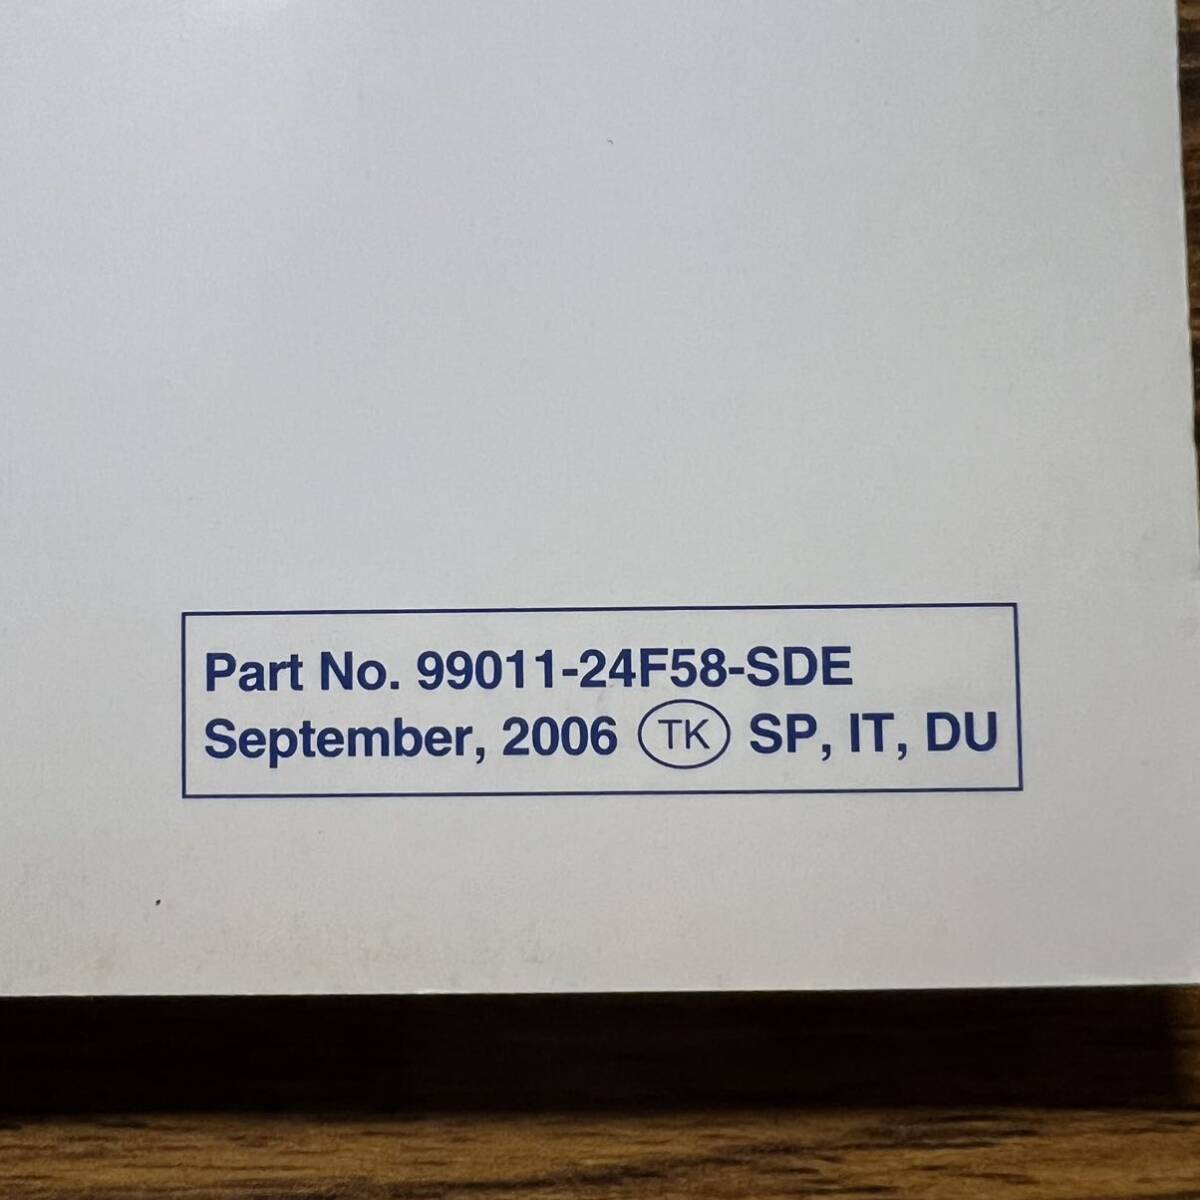 Part No. 99011-24F58-SDE
September, 2006 TK SP, IT, DU